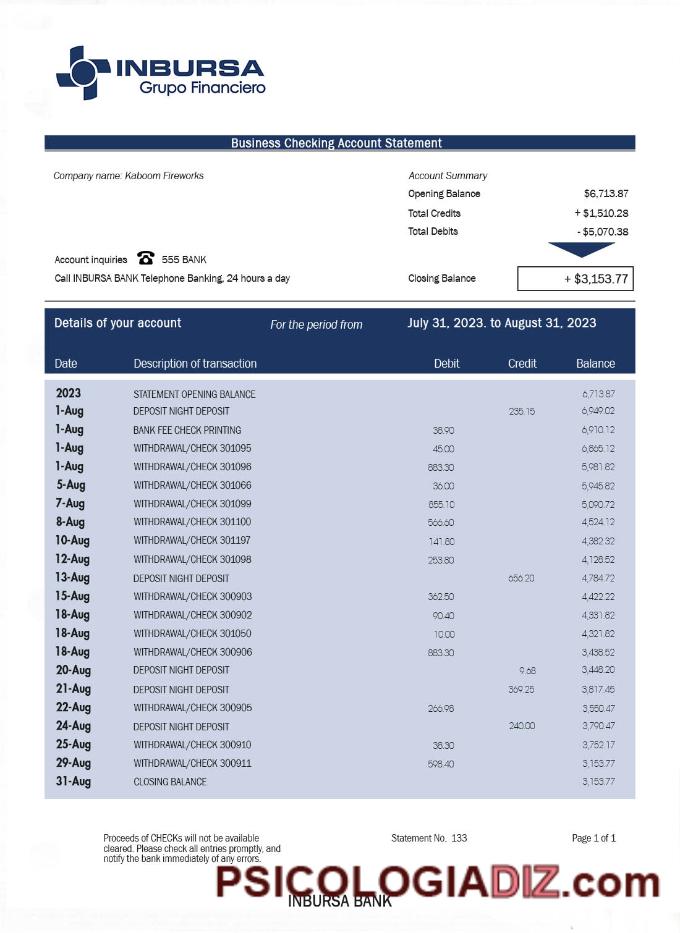 INBURSA
Grupo Financiero
Business Checking Account Statement
Company name: Kaboom Fireworks
Account Summary
Opening Balance $6,713.87
Total Credits + $1,510.28
Total Debits - $5,070.38
Account inquiries 555 BANK
Call INBURSA BANK Telephone Banking, 24 hours a day
Closing Balance + $3,153.77
Details of your account For the period from July 31, 2023. to August 31, 2023
Date Description of transaction Debit Credit Balance
2023 STATEMENT OPENING BALANCE 6,713.87
1-Aug DEPOSIT NIGHT DEPOSIT 235.15 6,949.02
1-Aug BANK FEE CHECK PRINTING 38.90 6,910.12
1-Aug WITHDRAWAL/CHECK 301095 45.00 6,865.12
1-Aug WITHDRAWAL/CHECK 301096 883.30 5,981.82
5-Aug WITHDRAWAL/CHECK 301066 36.00 5,945.82
7-Aug WITHDRAWAL/CHECK 301099 855.10 5,090.72
8-Aug WITHDRAWAL/CHECK 301100 566.60 4,524.12
10-Aug WITHDRAWAL/CHECK 301197 141.80 4,382.32
12-Aug WITHDRAWAL/CHECK 301098 253.80 4,128.52
13-Aug DEPOSIT NIGHT DEPOSIT 656.20 4,784.72
15-Aug WITHDRAWAL/CHECK 300903 362.50 4,422.22
18-Aug WITHDRAWAL/CHECK 300902 90.40 4,331.82
18-Aug WITHDRAWAL/CHECK 301050 10.00 4,321.82
18-Aug WITHDRAWAL/CHECK 300906 883.30 3,438.52
20-Aug DEPOSIT NIGHT DEPOSIT 9.68 3,448.20
21-Aug DEPOSIT NIGHT DEPOSIT 369.25 3,817.45
22-Aug WITHDRAWAL/CHECK 300905 266.98 3,550.47
24-Aug DEPOSIT NIGHT DEPOSIT 240.00 3,790.47
25-Aug WITHDRAWAL/CHECK 300910 38.30 3,752.17
29-Aug WITHDRAWAL/CHECK 300911 598.40 3,153.77
31-Aug CLOSING BALANCE 3,153.77
Proceeds of CHECKs will not be available
cleared. Please check all entries promptly, and
notify the bank immediately of any errors.
Statement No. 133
Page 1 of 1
PSICOLOGIADIZ.com
INBURSA BANK